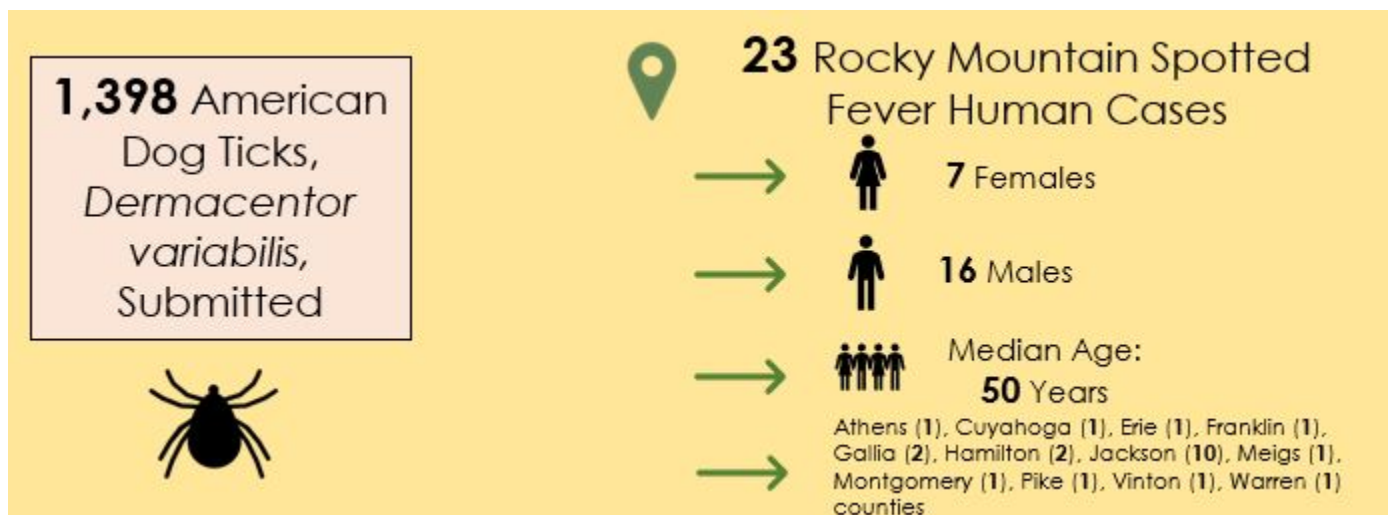 1,398 American
Dog Ticks,
Dermacentor
variabilis,
Submitted
23 Rocky Mountain Spotted
Fever Human Cases
7 Females
16 Males
Median Age:
50 Years
Athens (1), Cuyahoga (1), Erie (1), Franklin (1),
Gallia (2), Hamilton (2), Jackson (10), Meigs (1),
Montgomery (1), Pike (1), Vinton (1), Warren (1)
counties